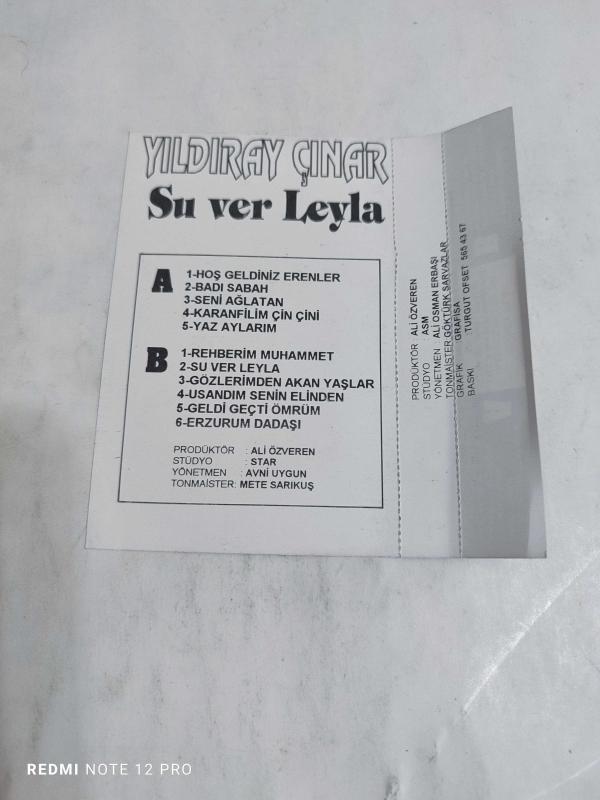 YILDIRAY ÇINAR
Su ver Leyla
A
1-HOŞ GELDİNİZ ERENLER
2-BADI SABAH
3-SENİ AĞLATAN
4-KARANFİLİM ÇİN ÇİNİ
5-YAZ AYLARIM
B
1-REHBERİM MUHAMMET
2-SU VER LEYLA
3-GÖZLERİMDEN AKAN YAŞLAR
4-USANDIM SENİN ELİNDEN
5-GELDİ GEÇTİ ÖMRÜM
6-ERZURUM DADAŞI
PRODÜKTÖR : ALİ ÖZVEREN
STÜDYO : STAR
YÖNETMEN : AVNİ UYGUN
TONMAİSTER: METE SARIKUŞ
PRODÜKTÖR ALİ ÖZVEREN
STÜDYO ASM
YÖNETMEN : ALİ OSMAN ERBAŞI
TONMAİSTER:GÖKTÜRK SARVAZLAR
GRAFİK GRAFİSA
BASKI : TURGUT OFSET 565 43 67
REDMI NOTE 12 PRO